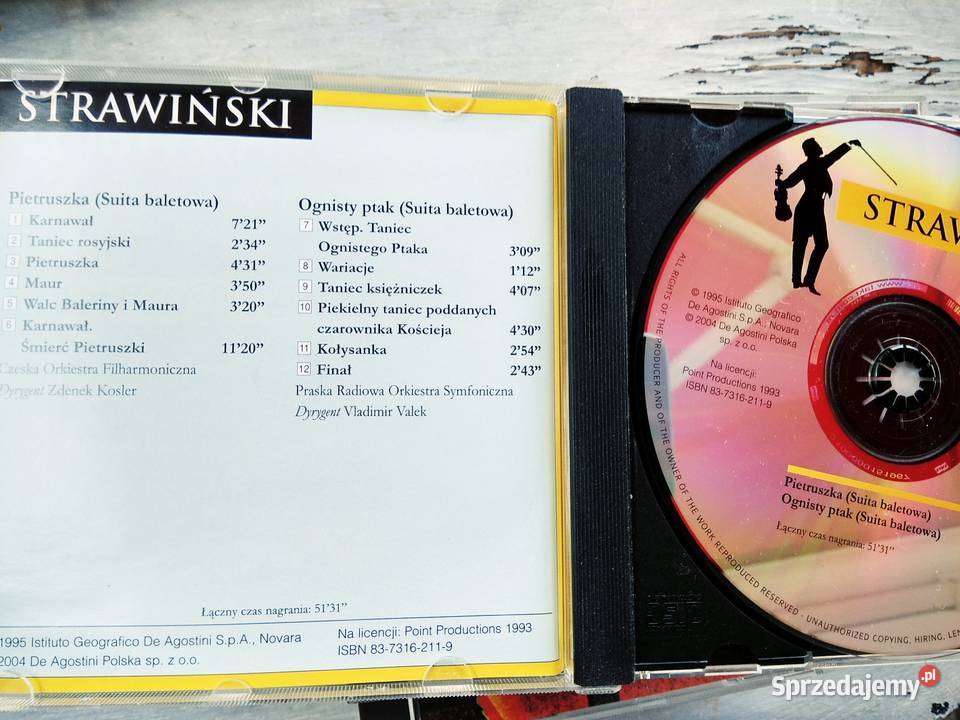 STRAWIŃSKI
Pietruszka (Suita baletowa)
1 Karnawał 7'21"
2 Taniec rosyjski 2'34"
3 Pietruszka 4'31"
4 Maur 3'50"
5 Walc Baleriny i Maura 3'20"
6 Karnawał.
Śmierć Pietruszki 11'20"
Czeska Orkiestra Filharmoniczna
Dyrygent Zdenek Kosler
Ognisty ptak (Suita baletowa)
7 Wstęp. Taniec
Ognistego Ptaka 3'09"
8 Wariacje 1'12"
9 Taniec księżniczek 4'07"
10 Piekielny taniec poddanych
czarownika Kościeja 4'30"
11 Kołysanka 2'54"
12 Finał 2'43"
Praska Radiowa Orkiestra Symfoniczna
Dyrygent Vladimir Valek
Łączny czas nagrania: 51'31"
1995 Istituto Geografico De Agostini S.p.A., Novara
2004 De Agostini Polska sp. z o.o.
Na licencji: Point Productions 1993
ISBN 83-7316-211-9
STRAW
© 1995 Istituto Geografico
De Agostini S.p.A., Novara
© 2004 De Agostini Polska
sp. z o.o.
Na licencji:
Point Productions 1993
ISBN 83-7316-211-9
Pietruszka (Suita baletowa)
Ognisty ptak (Suita baletowa)
Łączny czas nagrania: 51'31"
ALL RIGHTS OF THE PRODUCER AND OF THE OWNER OF THE WORK REPRODUCED RESERVED · UNAUTHORIZED COPYING, HIRING, LEN
Sprzedajemy.pl